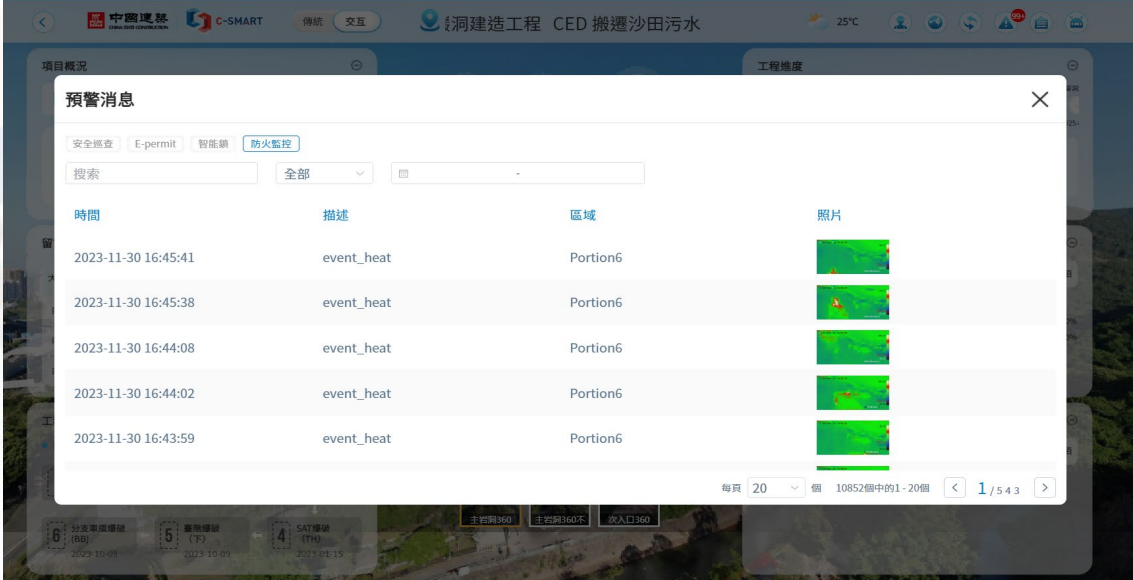 中國建築 C-SMART 傳統 交互 洞建造工程 CED 搬遷沙田污水 25°C 99+
項目概況 工程進度
預警消息
安全巡查 E-permit 智能鎖 防火監控
搜索 全部 -
時間 描述 區域 照片
2023-11-30 16:45:41 event_heat Portion6
2023-11-30 16:45:38 event_heat Portion6
2023-11-30 16:44:08 event_heat Portion6
2023-11-30 16:44:02 event_heat Portion6
2023-11-30 16:43:59 event_heat Portion6
每頁 20 個 10852個中的1 - 20個 1 / 543
主岩洞360 主岩洞360不 次入口360
6 分支車 爆破 (BB) 2023-10-09
5 臺階爆破 (下) 2023-10-09
4 SAT爆破 (TH) 2023-01-15